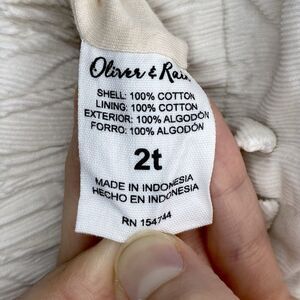 Oliver & Rain
SHELL: 100% COTTON
LINING: 100% COTTON
EXTERIOR: 100% ALGODÓN
FORRO: 100% ALGODÓN
2t
MADE IN INDONESIA
HECHO EN INDONESIA
RN 154744